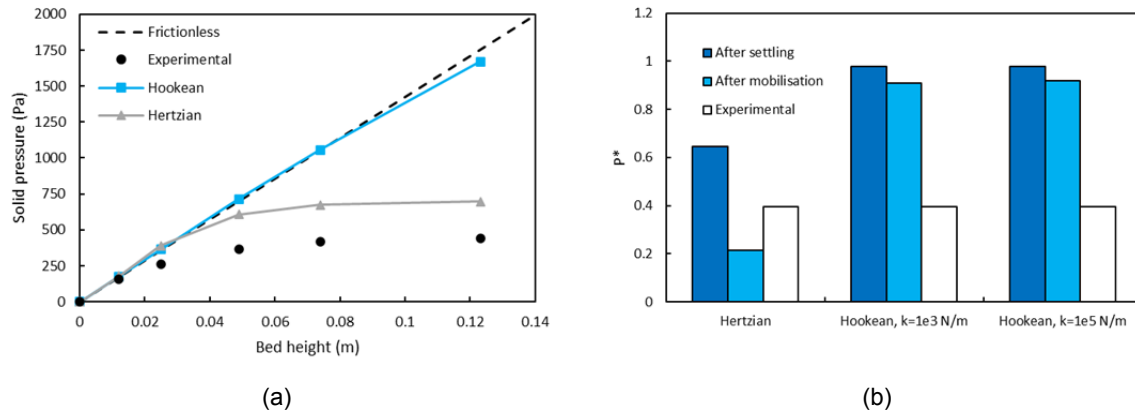 2000
1750
1500
1250
1000
750
500
250
0
Solid pressure (Pa)
Frictionless
Experimental
Hookean
Hertzian
0 0.02 0.04 0.06 0.08 0.1 0.12 0.14
Bed height (m)
(a)
1.2
1
0.8
0.6
0.4
0.2
0
P*
After settling
After mobilisation
Experimental
Hertzian Hookean, k=1e3 N/m Hookean, k=1e5 N/m
(b)